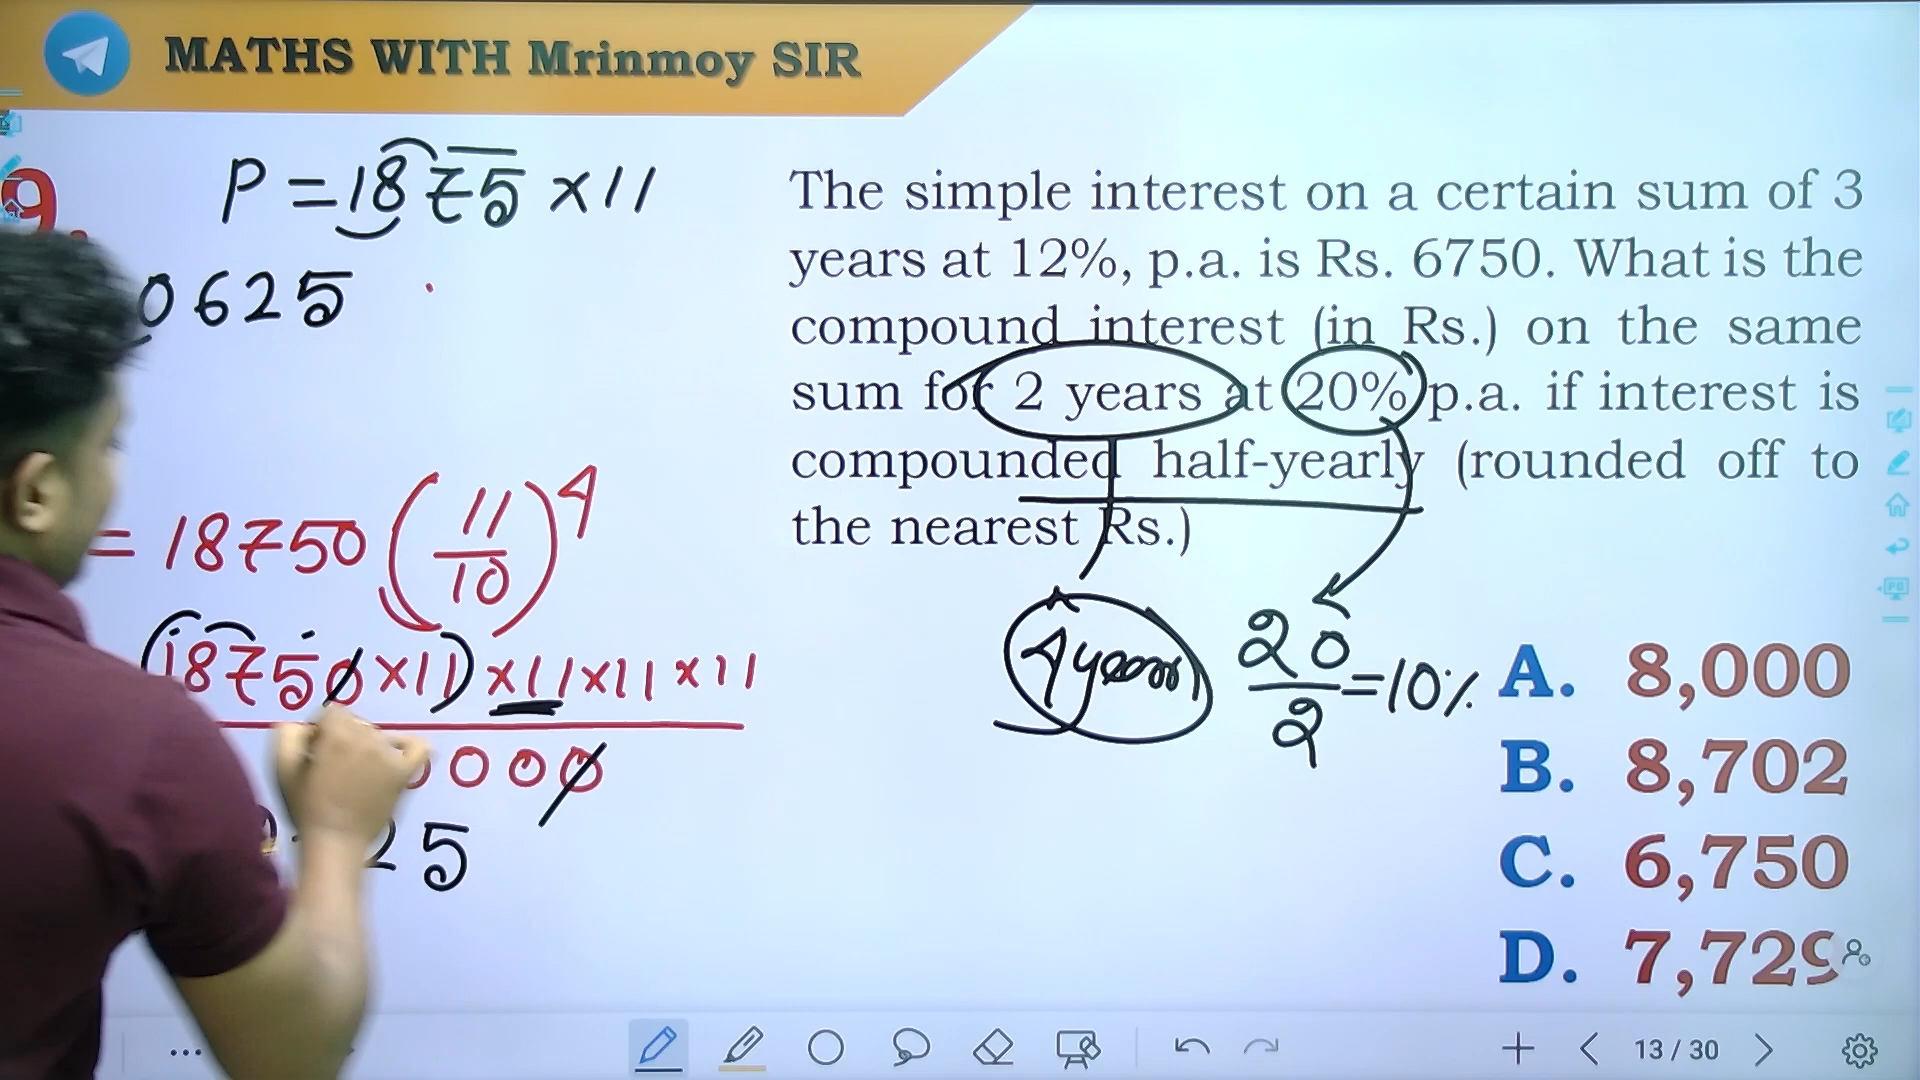 MATHS WITH Mrinmoy SIR
9.
P = 1875 × 11
0625
= 18750 (11/10)^4
(18750 × 11) × 11 × 11 × 11
0000
25
The simple interest on a certain sum of 3
years at 12%, p.a. is Rs. 6750. What is the
compound interest (in Rs.) on the same
sum for 2 years at 20% p.a. if interest is
compounded half-yearly (rounded off to
the nearest Rs.)
4 years
20/2 = 10%
A. 8,000
B. 8,702
C. 6,750
D. 7,729
13 / 30